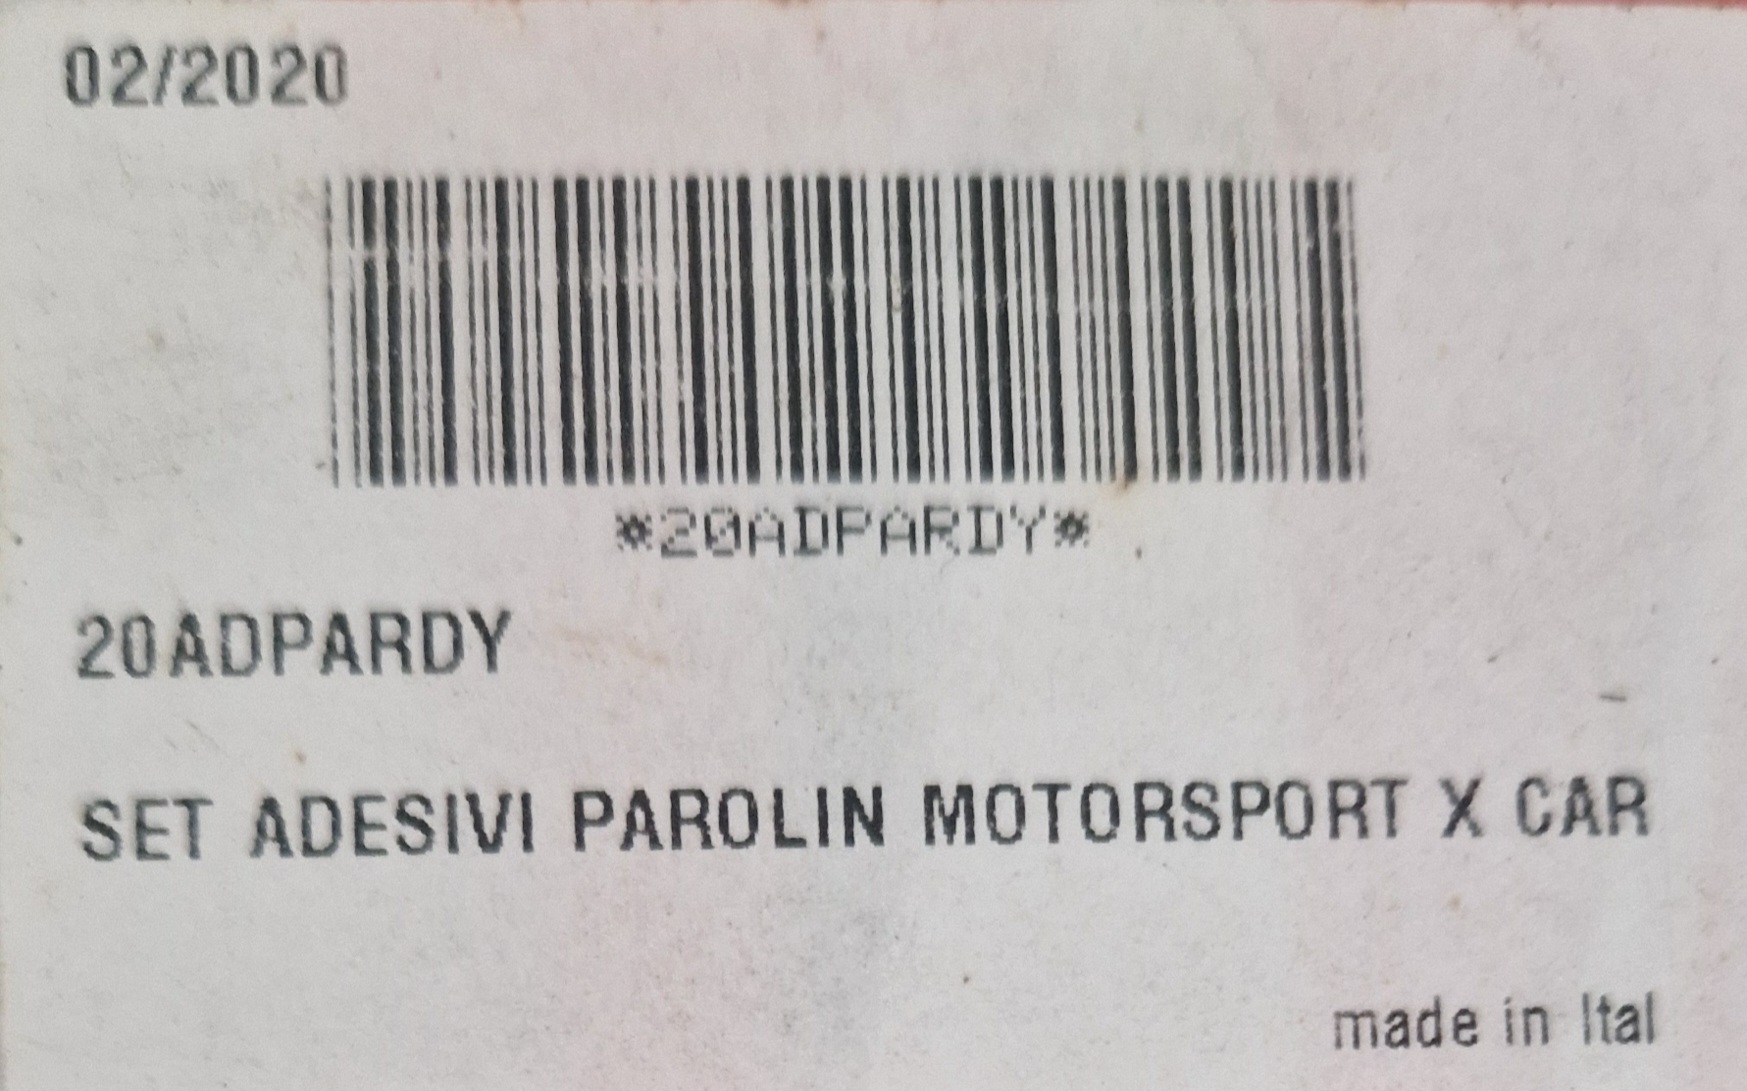 02/2020
*20ADPARDY*
20ADPARDY
SET ADESIVI PAROLIN MOTORSPORT X CAR
made in Ital